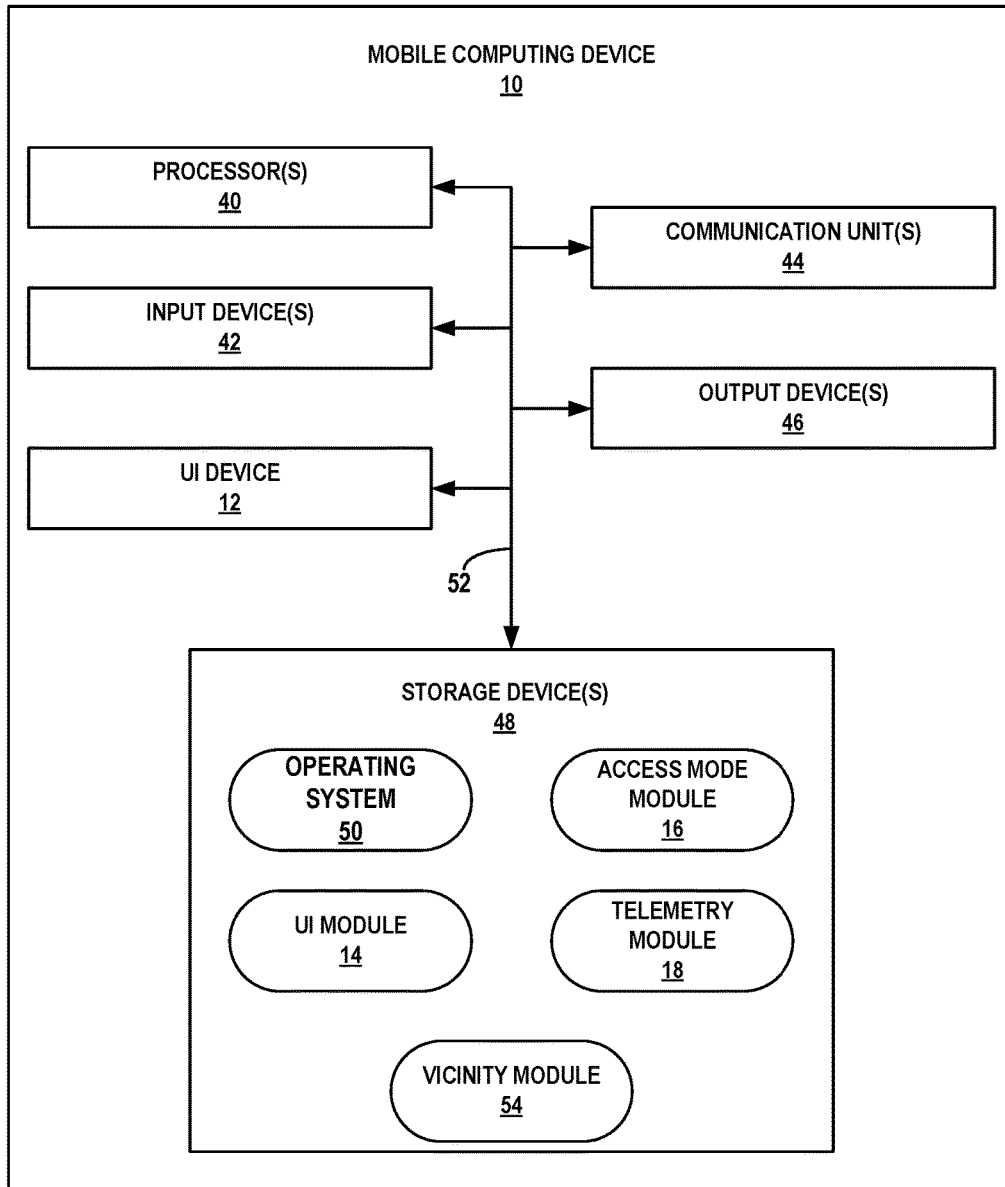 MOBILE COMPUTING DEVICE
10
PROCESSOR(S)
40
COMMUNICATION UNIT(S)
44
INPUT DEVICE(S)
42
OUTPUT DEVICE(S)
46
UI DEVICE
12
52
STORAGE DEVICE(S)
48
OPERATING
SYSTEM
50
ACCESS MODE
MODULE
16
UI MODULE
14
TELEMETRY
MODULE
18
VICINITY MODULE
54